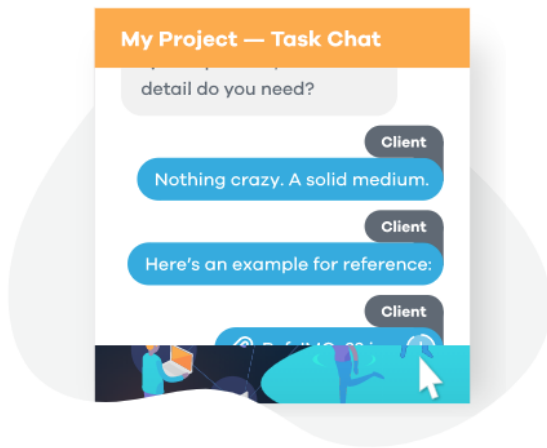 My Project — Task Chat
detail do you need?
Client
Nothing crazy. A solid medium.
Client
Here's an example for reference:
Client